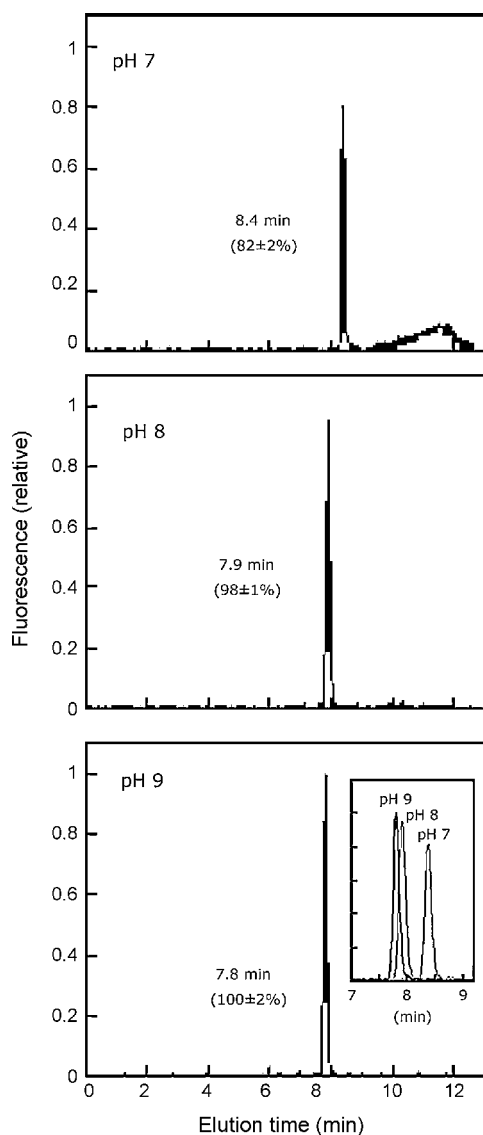 1
pH 7
0.8
0.6
8.4 min
0.4
(82±2%)
0.2
0
1
pH 8
0.8
0.6
7.9 min
0.4
(98±1%)
0.2
0
Fluorescence (relative)
1
pH 9
0.8
0.6
0.4
7.8 min
(100±2%)
0.2
0
pH 9
pH 8
pH 7
7 8 9
(min)
0 2 4 6 8 10 12
Elution time (min)